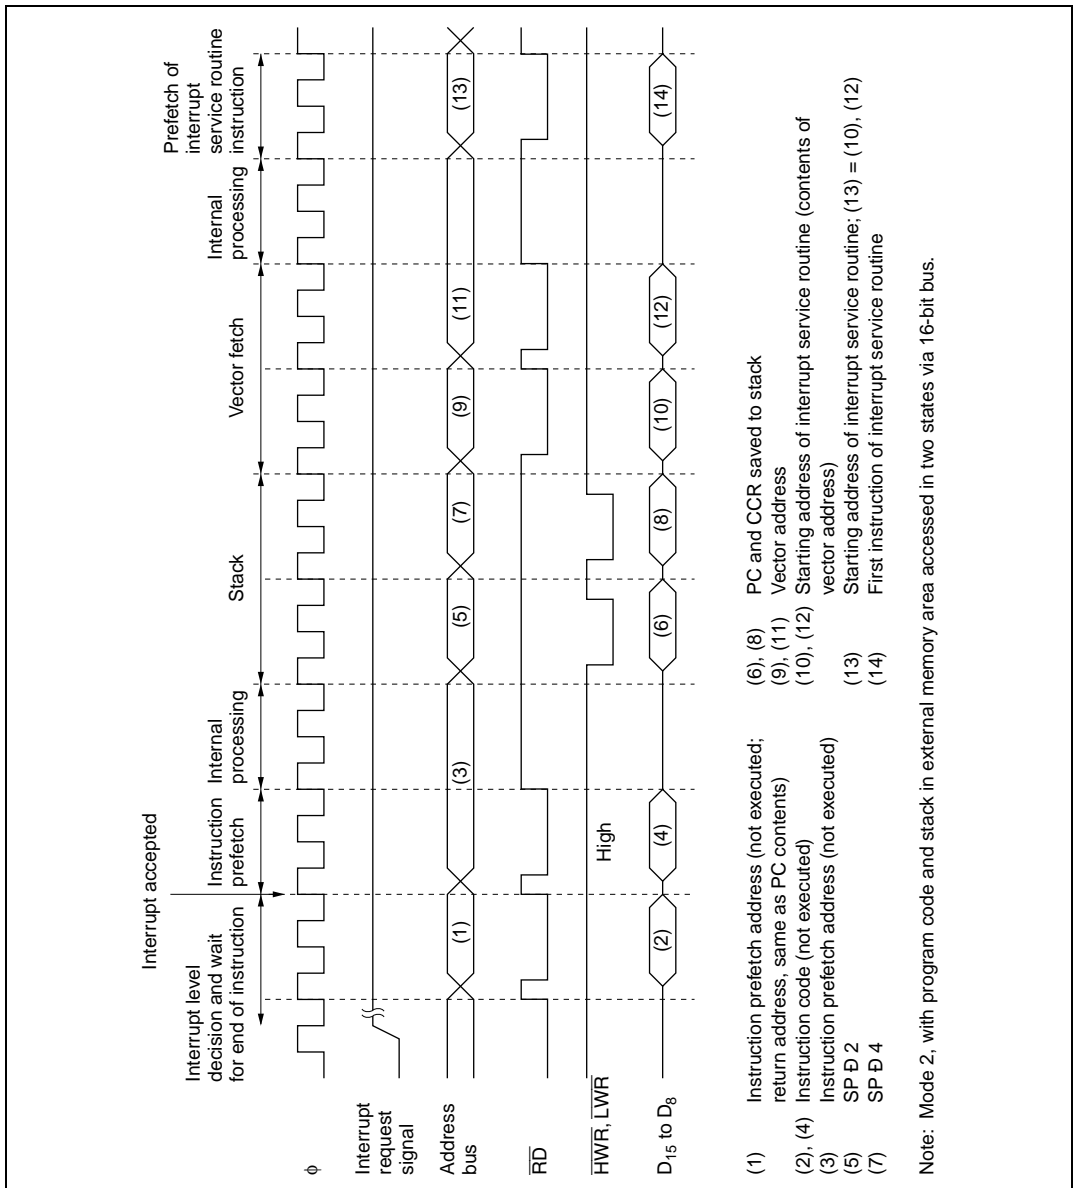 Interrupt accepted
Interrupt level
decision and wait
for end of instruction
Instruction
prefetch
Internal
processing
Stack
Vector fetch
Internal
processing
Prefetch of
interrupt
service routine
instruction
ϕ
Interrupt
request
signal
Address
bus
(1)
(3)
(5)
(7)
(9)
(11)
(13)
RD
HWR, LWR
High
D15 to D8
(2)
(4)
(6)
(8)
(10)
(12)
(14)
(1) Instruction prefetch address (not executed;
return address, same as PC contents)
(2), (4) Instruction code (not executed)
(3) Instruction prefetch address (not executed)
(5) SP Ð 2
(7) SP Ð 4
(6), (8) PC and CCR saved to stack
(9), (11) Vector address
(10), (12) Starting address of interrupt service routine (contents of
vector address)
(13) Starting address of interrupt service routine; (13) = (10), (12)
(14) First instruction of interrupt service routine
Note: Mode 2, with program code and stack in external memory area accessed in two states via 16-bit bus.